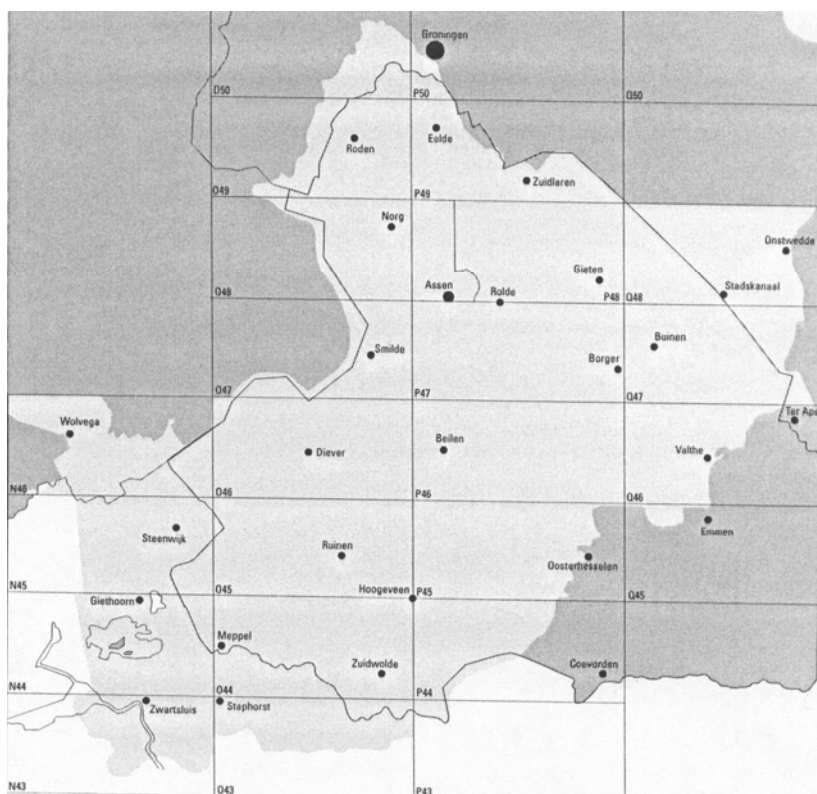 Groningen
O50
P50
Q50
Roden
Eelde
Zuidlaren
O49
P49
Norg
Onstwedde
Gieten
Assen
Rolde
Stadskanaal
O48
P48
Q48
Buinen
Smilde
Borger
O47
P47
Q47
Wolvega
Ter Ape
Diever
Beilen
Valthe
N46
O46
P46
Q46
Steenwijk
Emmen
Ruinen
Oosterhesselen
N45
Giethoorn
O45
Hoogeveen
P45
Q45
Meppel
Zuidwolde
Coevorden
N44
Zwartsluis
O44
Staphorst
P44
N43
O43
P43